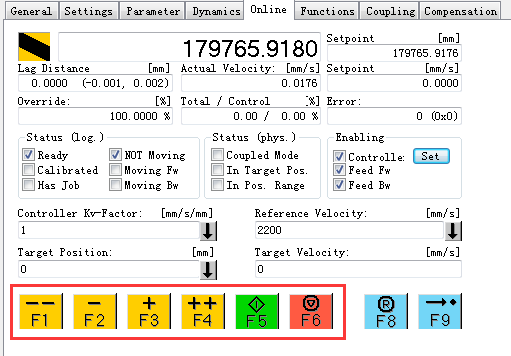 General Settings Parameter Dynamics Online Functions Coupling Compensation
179765.9180
Setpoint [mm]
179765.9176
Lag Distance [mm] Actual Velocity: [mm/s] Setpoint [mm/s]
0.0000 (-0.001, 0.002) 0.0176 0.0000
Override: [%] Total / Control [%] Error:
100.0000 % 0.00 / 0.00 % 0 (0x0)
Status (log.) Status (phys.) Enabling
Ready NOT Moving Coupled Mode Controlle: Set
Calibrated Moving Fw In Target Pos. Feed Fw
Has Job Moving Bw In Pos. Range Feed Bw
Controller Kv-Factor: [mm/s/mm] Reference Velocity: [mm/s]
1 2200
Target Position: [mm] Target Velocity: [mm/s]
0 0
-- - + ++ R
F1 F2 F3 F4 F5 F6 F8 F9